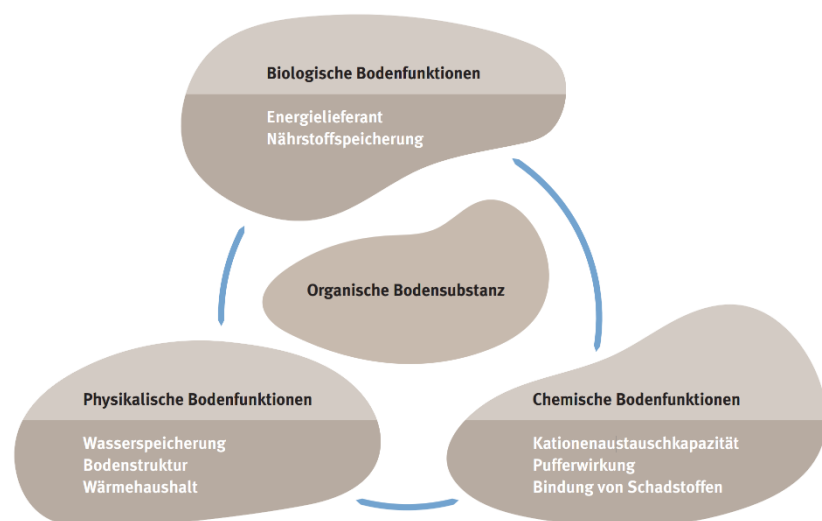 Biologische Bodenfunktionen
Energielieferant
Nährstoffspeicherung
Organische Bodensubstanz
Physikalische Bodenfunktionen
Wasserspeicherung
Bodenstruktur
Wärmehaushalt
Chemische Bodenfunktionen
Kationenaustauschkapazität
Pufferwirkung
Bindung von Schadstoffen